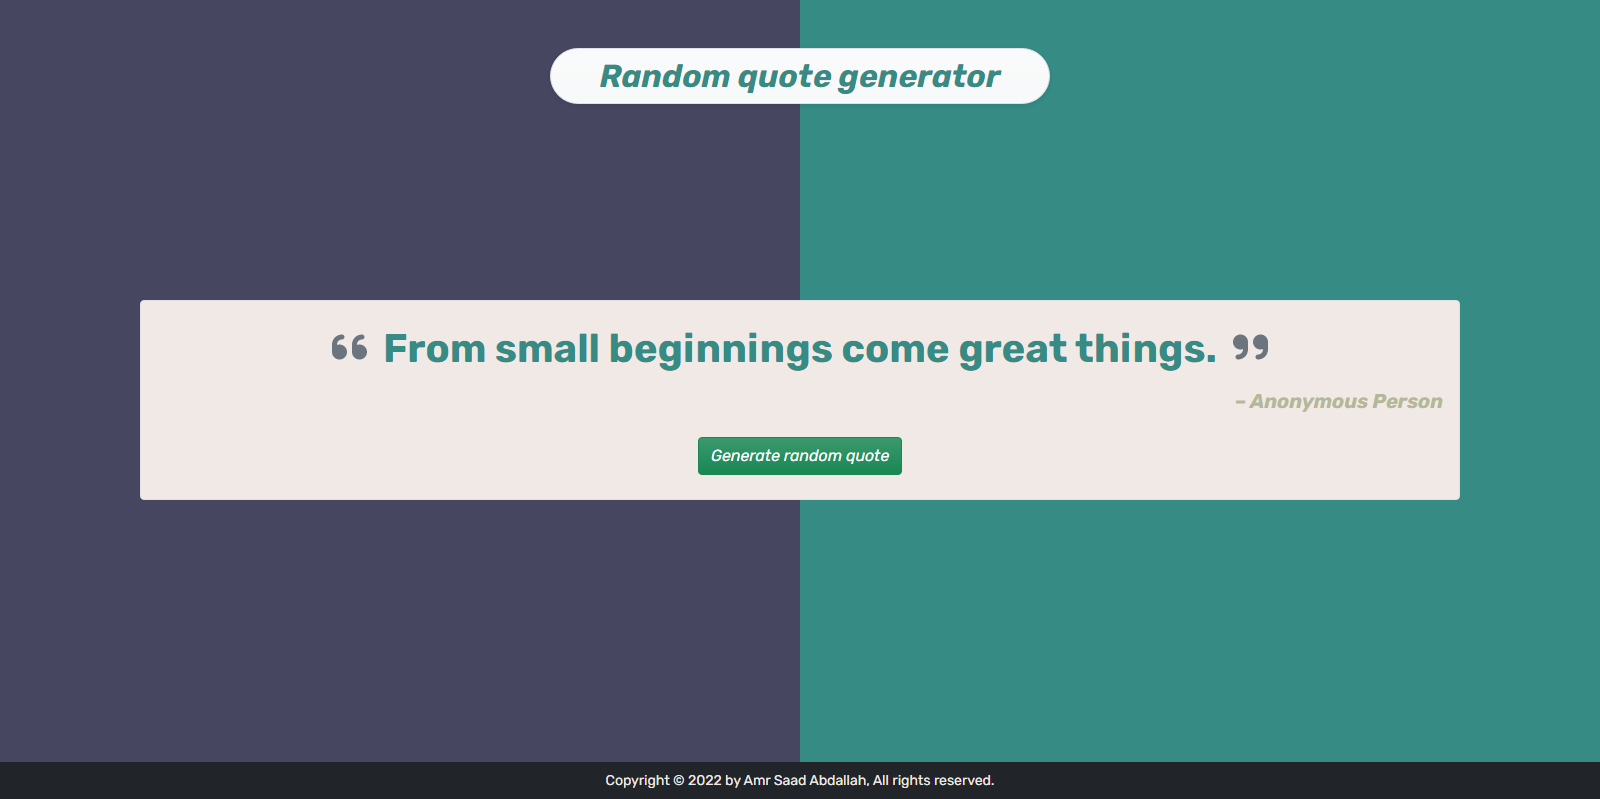 Random quote generator
❝ From small beginnings come great things. ❞
– Anonymous Person
Generate random quote
Copyright © 2022 by Amr Saad Abdallah, All rights reserved.